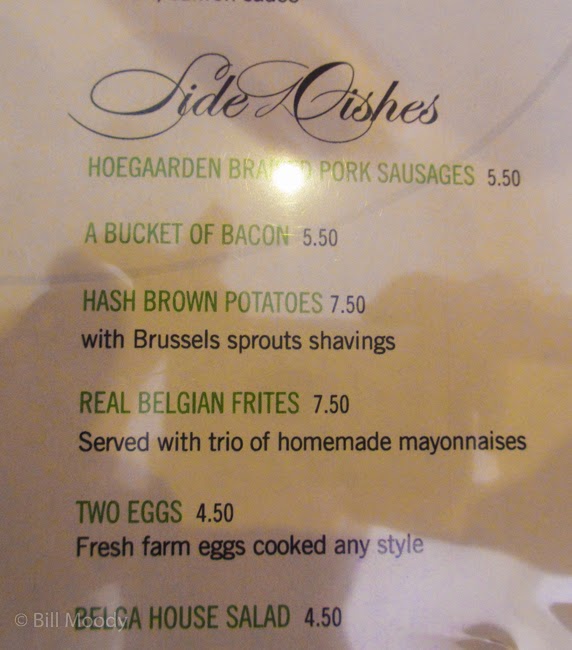 Side Dishes
HOEGAARDEN PORK SAUSAGES 5.50
A BUCKET OF BACON 5.50
HASH BROWN POTATOES 7.50
with Brussels sprouts shavings
REAL BELGIAN FRITES 7.50
Served with trio of homemade mayonnaises
TWO EGGS 4.50
Fresh farm eggs cooked any style
BELGA HOUSE SALAD 4.50
© Bill Moody